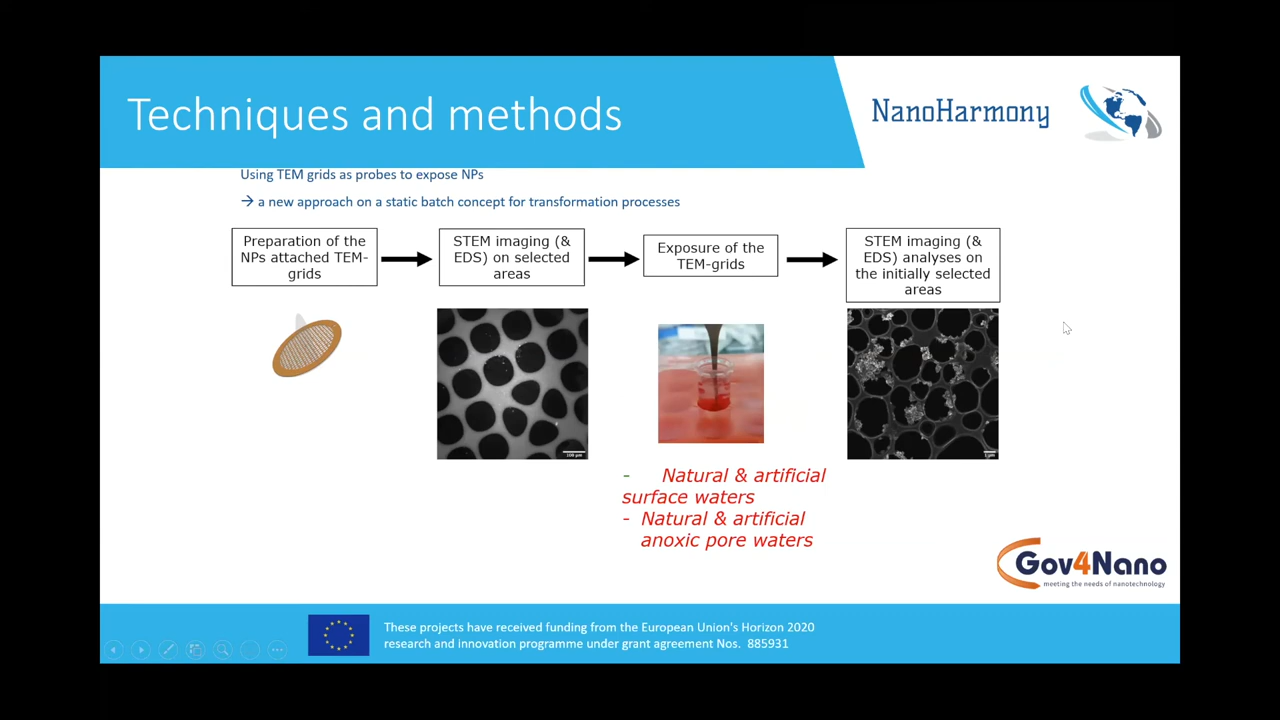 Techniques and methods
NanoHarmony
Using TEM grids as probes to expose NPs
→ a new approach on a static batch concept for transformation processes
Preparation of the
NPs attached TEM-
grids
STEM imaging (&
EDS) on selected
areas
Exposure of the
TEM-grids
STEM imaging (&
EDS) analyses on
the initially selected
areas
- Natural & artificial
surface waters
- Natural & artificial
anoxic pore waters
Gov4Nano
meeting the needs of nanotechnology
These projects have received funding from the European Union's Horizon 2020
research and innovation programme under grant agreement Nos. 885931